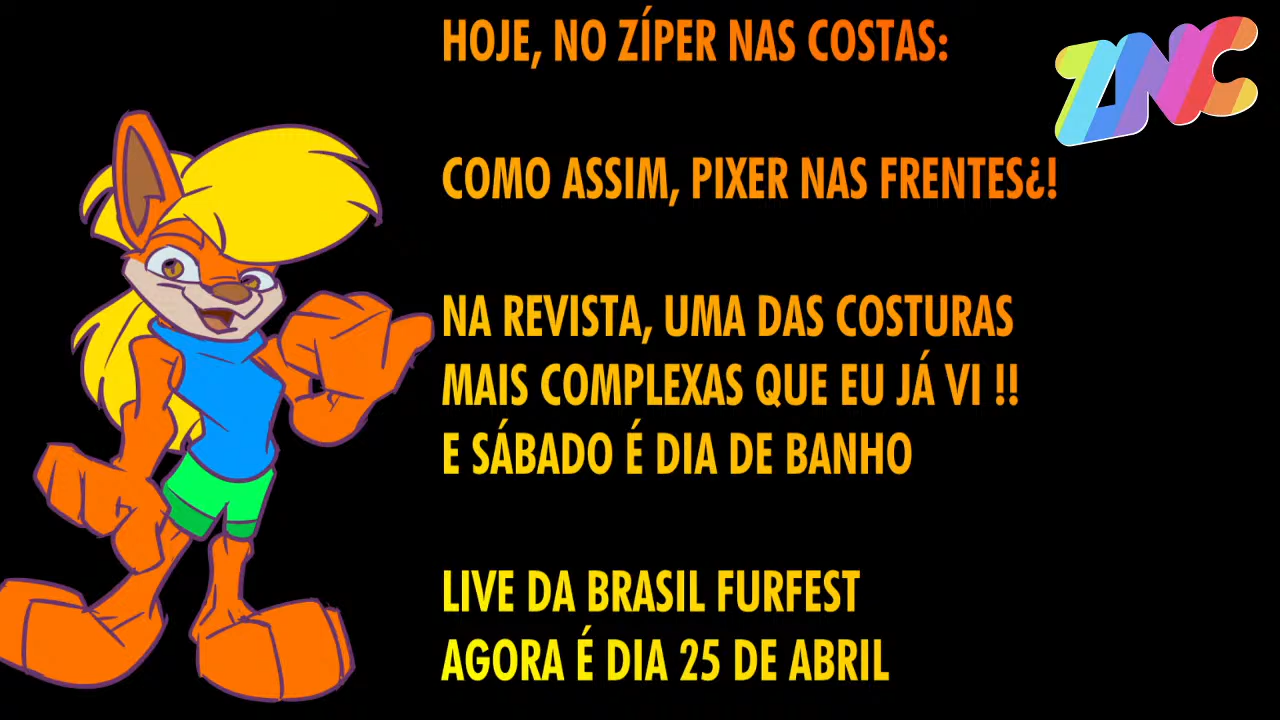 HOJE, NO ZÍPER NAS COSTAS:
ZNC
COMO ASSIM, PIXER NAS FRENTES¿!
NA REVISTA, UMA DAS COSTURAS
MAIS COMPLEXAS QUE EU JÁ VI !!
E SÁBADO É DIA DE BANHO
LIVE DA BRASIL FURFEST
AGORA É DIA 25 DE ABRIL